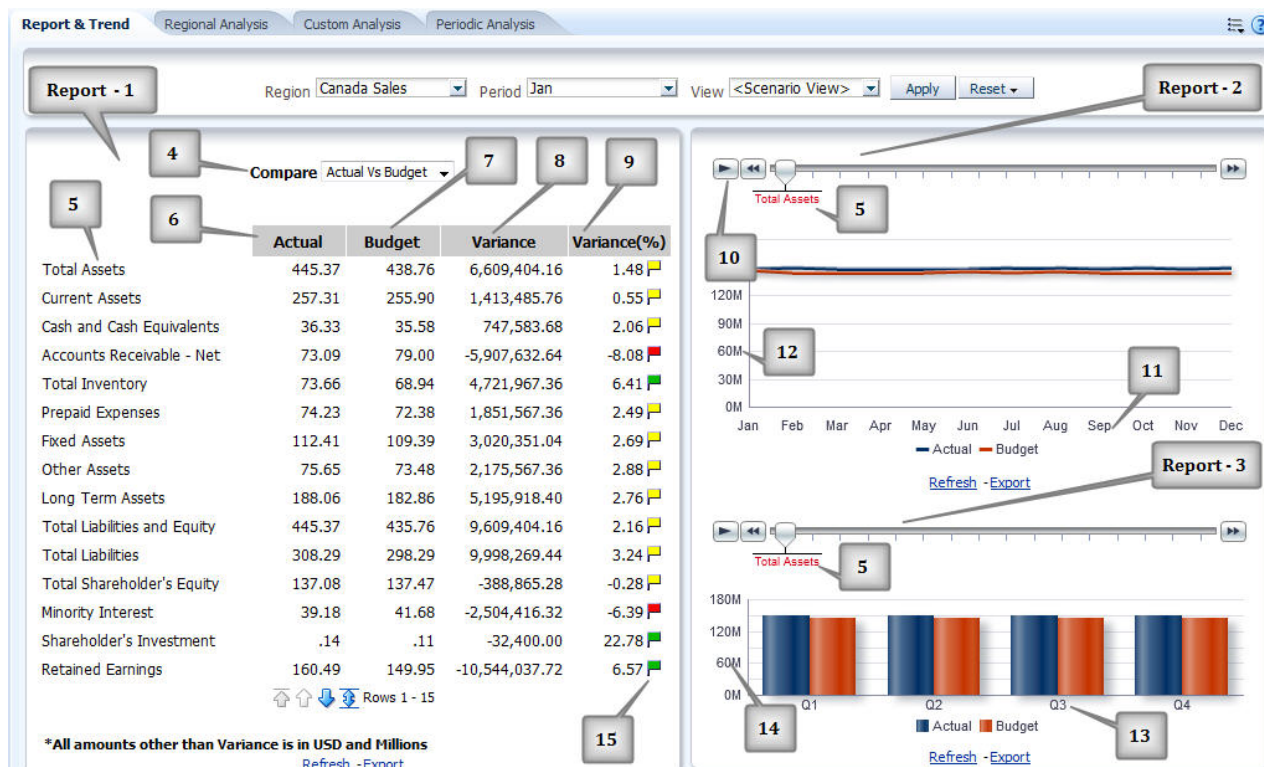 Report & Trend Regional Analysis Custom Analysis Periodic Analysis
Report - 1
Region Canada Sales Period Jan View <Scenario View> Apply Reset
Report - 2
4
Compare Actual Vs Budget
7
8
9
5
6
Actual Budget Variance Variance(%)
Total Assets 445.37 438.76 6,609,404.16 1.48
Current Assets 257.31 255.90 1,413,485.76 0.55
Cash and Cash Equivalents 36.33 35.58 747,583.68 2.06
Accounts Receivable - Net 73.09 79.00 -5,907,632.64 -8.08
Total Inventory 73.66 68.94 4,721,967.36 6.41
Prepaid Expenses 74.23 72.38 1,851,567.36 2.49
Fixed Assets 112.41 109.39 3,020,351.04 2.69
Other Assets 75.65 73.48 2,175,567.36 2.88
Long Term Assets 188.06 182.86 5,195,918.40 2.76
Total Liabilities and Equity 445.37 435.76 9,609,404.16 2.16
Total Liabilities 308.29 298.29 9,998,269.44 3.24
Total Shareholder's Equity 137.08 137.47 -388,865.28 -0.28
Minority Interest 39.18 41.68 -2,504,416.32 -6.39
Shareholder's Investment .14 .11 -32,400.00 22.78
Retained Earnings 160.49 149.95 -10,544,037.72 6.57
Rows 1 - 15
15
*All amounts other than Variance is in USD and Millions
Refresh - Export
Total Assets
5
10
120M
90M
60M
12
30M
11
0M
Jan Feb Mar Apr May Jun Jul Aug Sep Oct Nov Dec
Actual Budget
Refresh - Export
Report - 3
Total Assets
5
180M
120M
60M
0M
Q1 Q2 Q3 Q4
14
13
Actual Budget
Refresh - Export